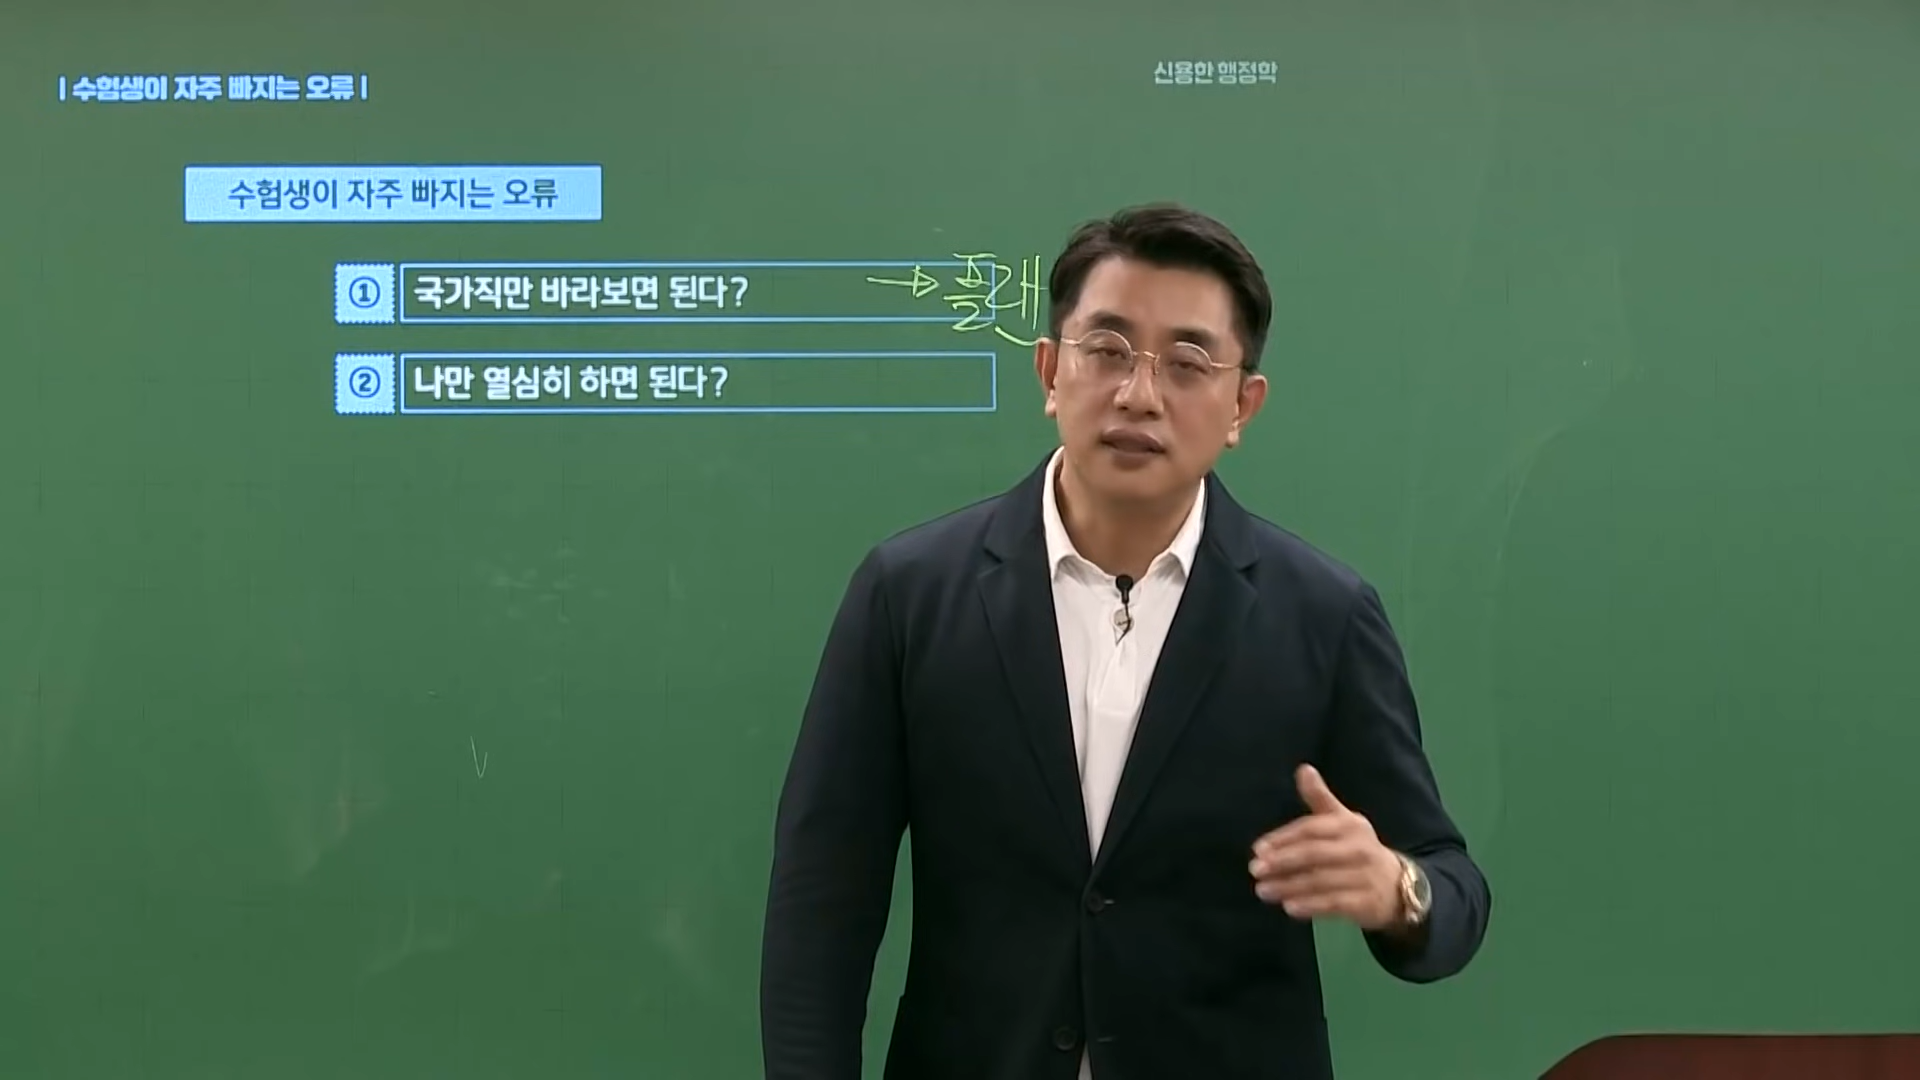 | 수험생이 자주 빠지는 오류 |
신용한 행정학
수험생이 자주 빠지는 오류
① 국가직만 바라보면 된다?
→ 플랜
② 나만 열심히 하면 된다?